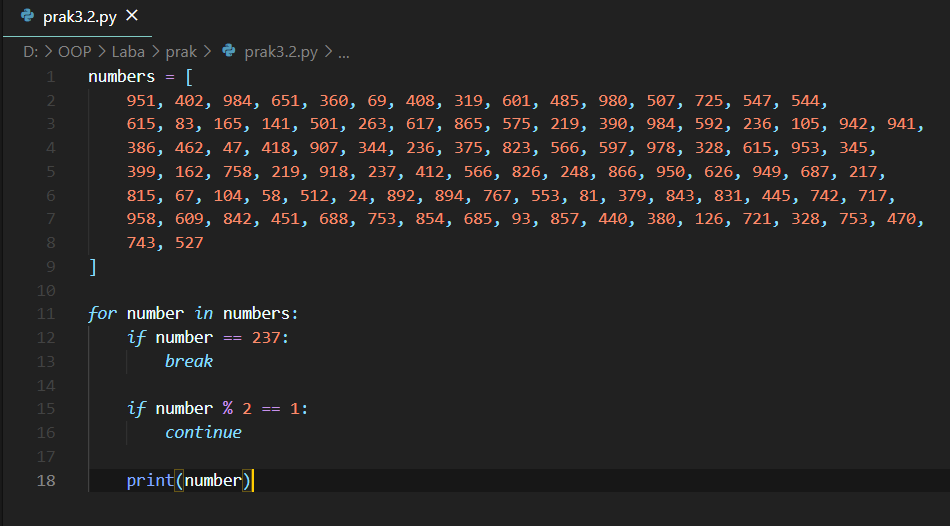 prak3.2.py ×
D: > OOP > Laba > prak > prak3.2.py > ...
1 numbers = [
2     951, 402, 984, 651, 360, 69, 408, 319, 601, 485, 980, 507, 725, 547, 544,
3     615, 83, 165, 141, 501, 263, 617, 865, 575, 219, 390, 984, 592, 236, 105, 942, 941,
4     386, 462, 47, 418, 907, 344, 236, 375, 823, 566, 597, 978, 328, 615, 953, 345,
5     399, 162, 758, 219, 918, 237, 412, 566, 826, 248, 866, 950, 626, 949, 687, 217,
6     815, 67, 104, 58, 512, 24, 892, 894, 767, 553, 81, 379, 843, 831, 445, 742, 717,
7     958, 609, 842, 451, 688, 753, 854, 685, 93, 857, 440, 380, 126, 721, 328, 753, 470,
8     743, 527
9 ]
10
11 for number in numbers:
12     if number == 237:
13         break
14
15     if number % 2 == 1:
16         continue
17
18     print(number)